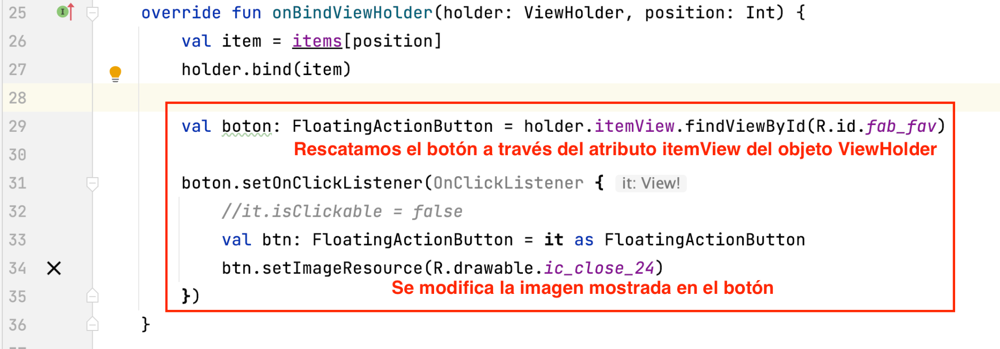 25 override fun onBindViewHolder(holder: ViewHolder, position: Int) {
26 val item = items[position]
27 holder.bind(item)
28
29 val boton: FloatingActionButton = holder.itemView.findViewById(R.id.fab_fav)
Rescatamos el botón a través del atributo itemView del objeto ViewHolder
30
31 boton.setOnClickListener(OnClickListener { it: View!
32 //it.isClickable = false
33 val btn: FloatingActionButton = it as FloatingActionButton
34 btn.setImageResource(R.drawable.ic_close_24)
Se modifica la imagen mostrada en el botón
35 })
36 }